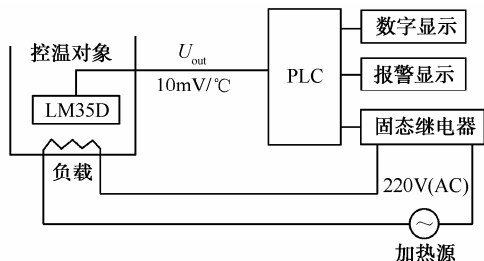 控温对象
LM35D
负载
Uout
10mV/℃
PLC
数字显示
报警显示
固态继电器
220V(AC)
加热源